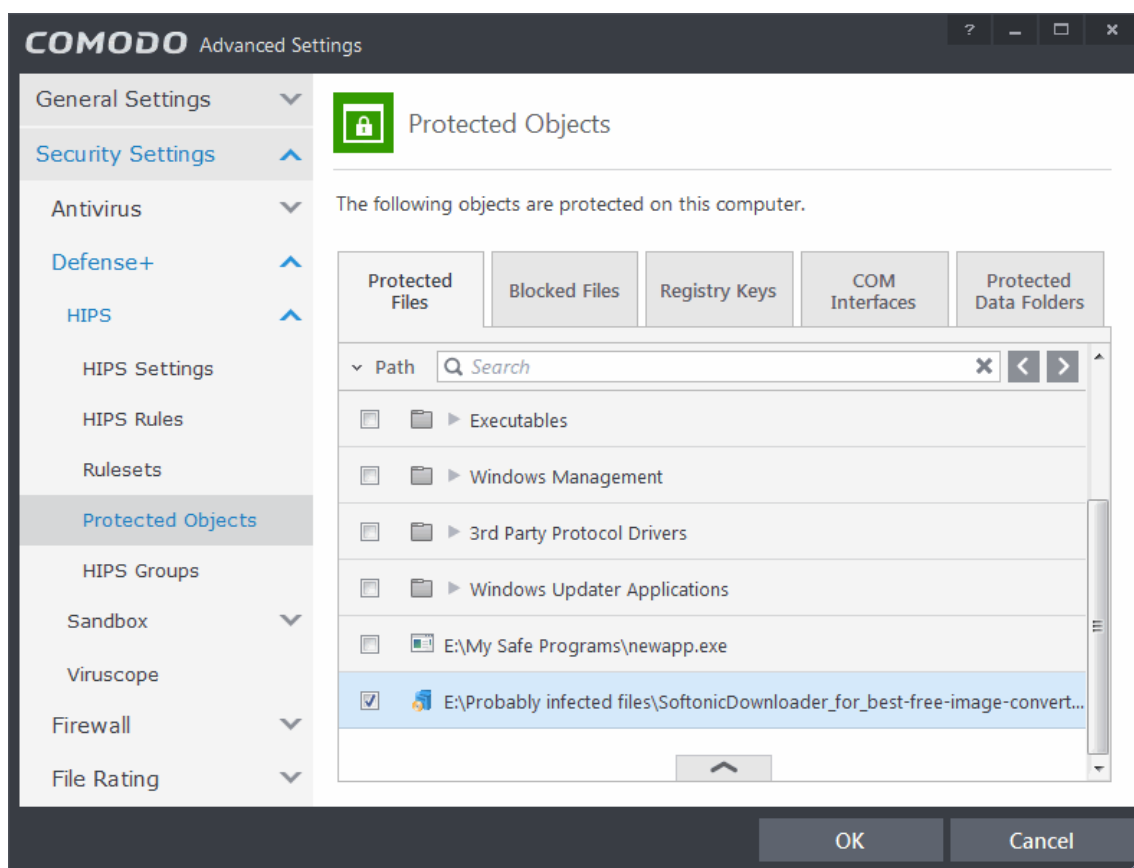 COMODO Advanced Settings
General Settings
Security Settings
Antivirus
Defense+
HIPS
HIPS Settings
HIPS Rules
Rulesets
Protected Objects
HIPS Groups
Sandbox
Viruscope
Firewall
File Rating
Protected Objects
The following objects are protected on this computer.
Protected
Files
Blocked Files
Registry Keys
COM
Interfaces
Protected
Data Folders
Path
Search
Executables
Windows Management
3rd Party Protocol Drivers
Windows Updater Applications
E:\My Safe Programs\newapp.exe
E:\Probably infected files\SoftonicDownloader_for_best-free-image-convert...
OK
Cancel